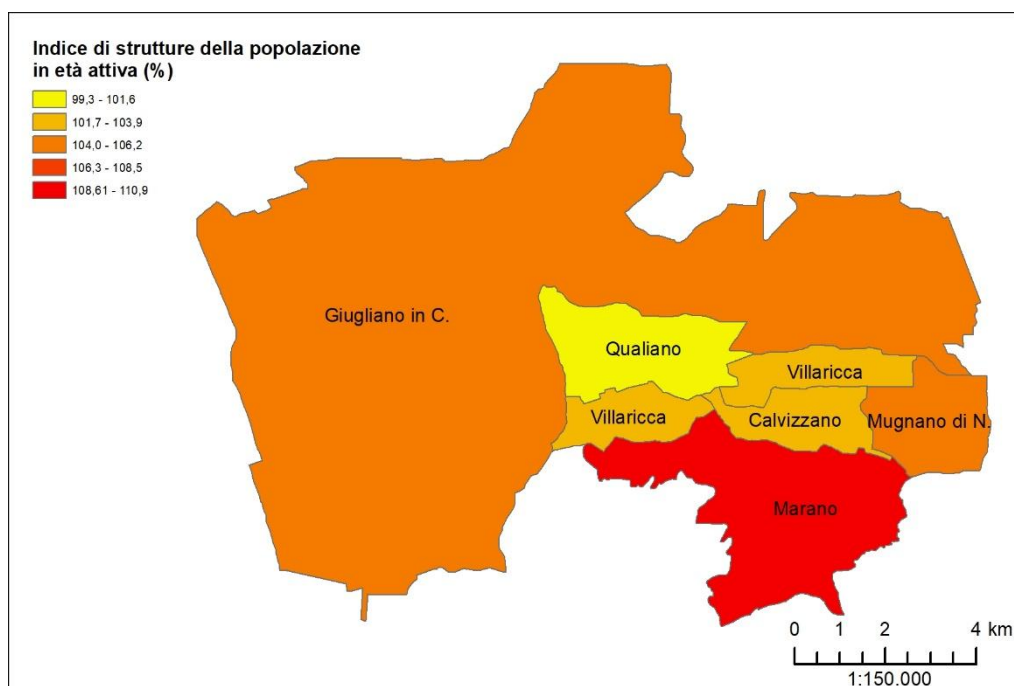 Indice di strutture della popolazione
in età attiva (%)
99,3 - 101,6
101,7 - 103,9
104,0 - 106,2
106,3 - 108,5
108,61 - 110,9
Giugliano in C.
Qualiano
Villaricca
Villaricca
Calvizzano
Mugnano di N.
Marano
0 1 2 4 km
1:150.000